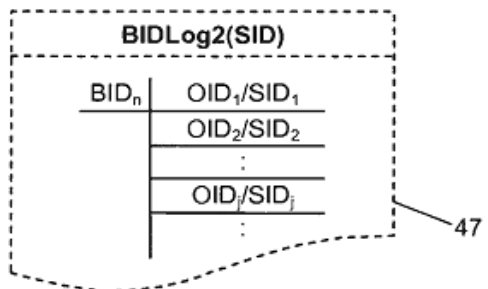 BIDLog2(SID)
BIDₙ OID₁/SID₁
OID₂/SID₂
:
OIDⱼ/SIDⱼ
:
47